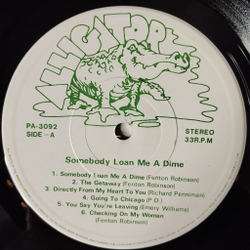 ALLIGATOR
PA-3092
SIDE-A
STEREO
33R.P.M
Somebody Loan Me A Dime
1. Somebody Loan Me A Dime (Fenton Robinson)
2. The Getaway (Fenton Robinson)
3. Directly From My Heart To You (Richard Penniman)
4. Going To Chicago (P.D.)
5. You Say You're Leaving (Emery Williams)
6. Checking On My Woman
(Fenton Robinson)